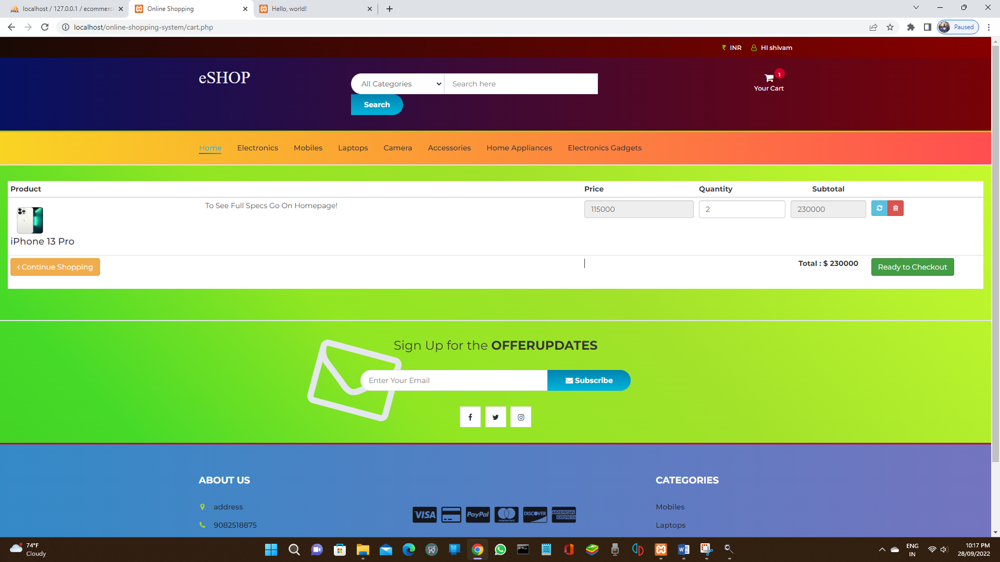 localhost / 127.0.0.1 / ecommerc
Online Shopping
Hello, world!
localhost/online-shopping-system/cart.php
Paused
₹ INR
HI shivam
eSHOP
All Categories
Search here
Search
1
Your Cart
Home
Electronics
Mobiles
Laptops
Camera
Accessories
Home Appliances
Electronics Gadgets
Product
Price
Quantity
Subtotal
To See Full Specs Go On Homepage!
115000
2
230000
iPhone 13 Pro
Continue Shopping
Total : $ 230000
Ready to Checkout
Sign Up for the OFFERUPDATES
Enter Your Email
Subscribe
ABOUT US
CATEGORIES
address
VISA
PayPal
mastercard
DISCOVER
AMERICAN EXPRESS
Mobiles
9082518875
Laptops
74°F
Cloudy
ENG
IN
10:17 PM
28/09/2022